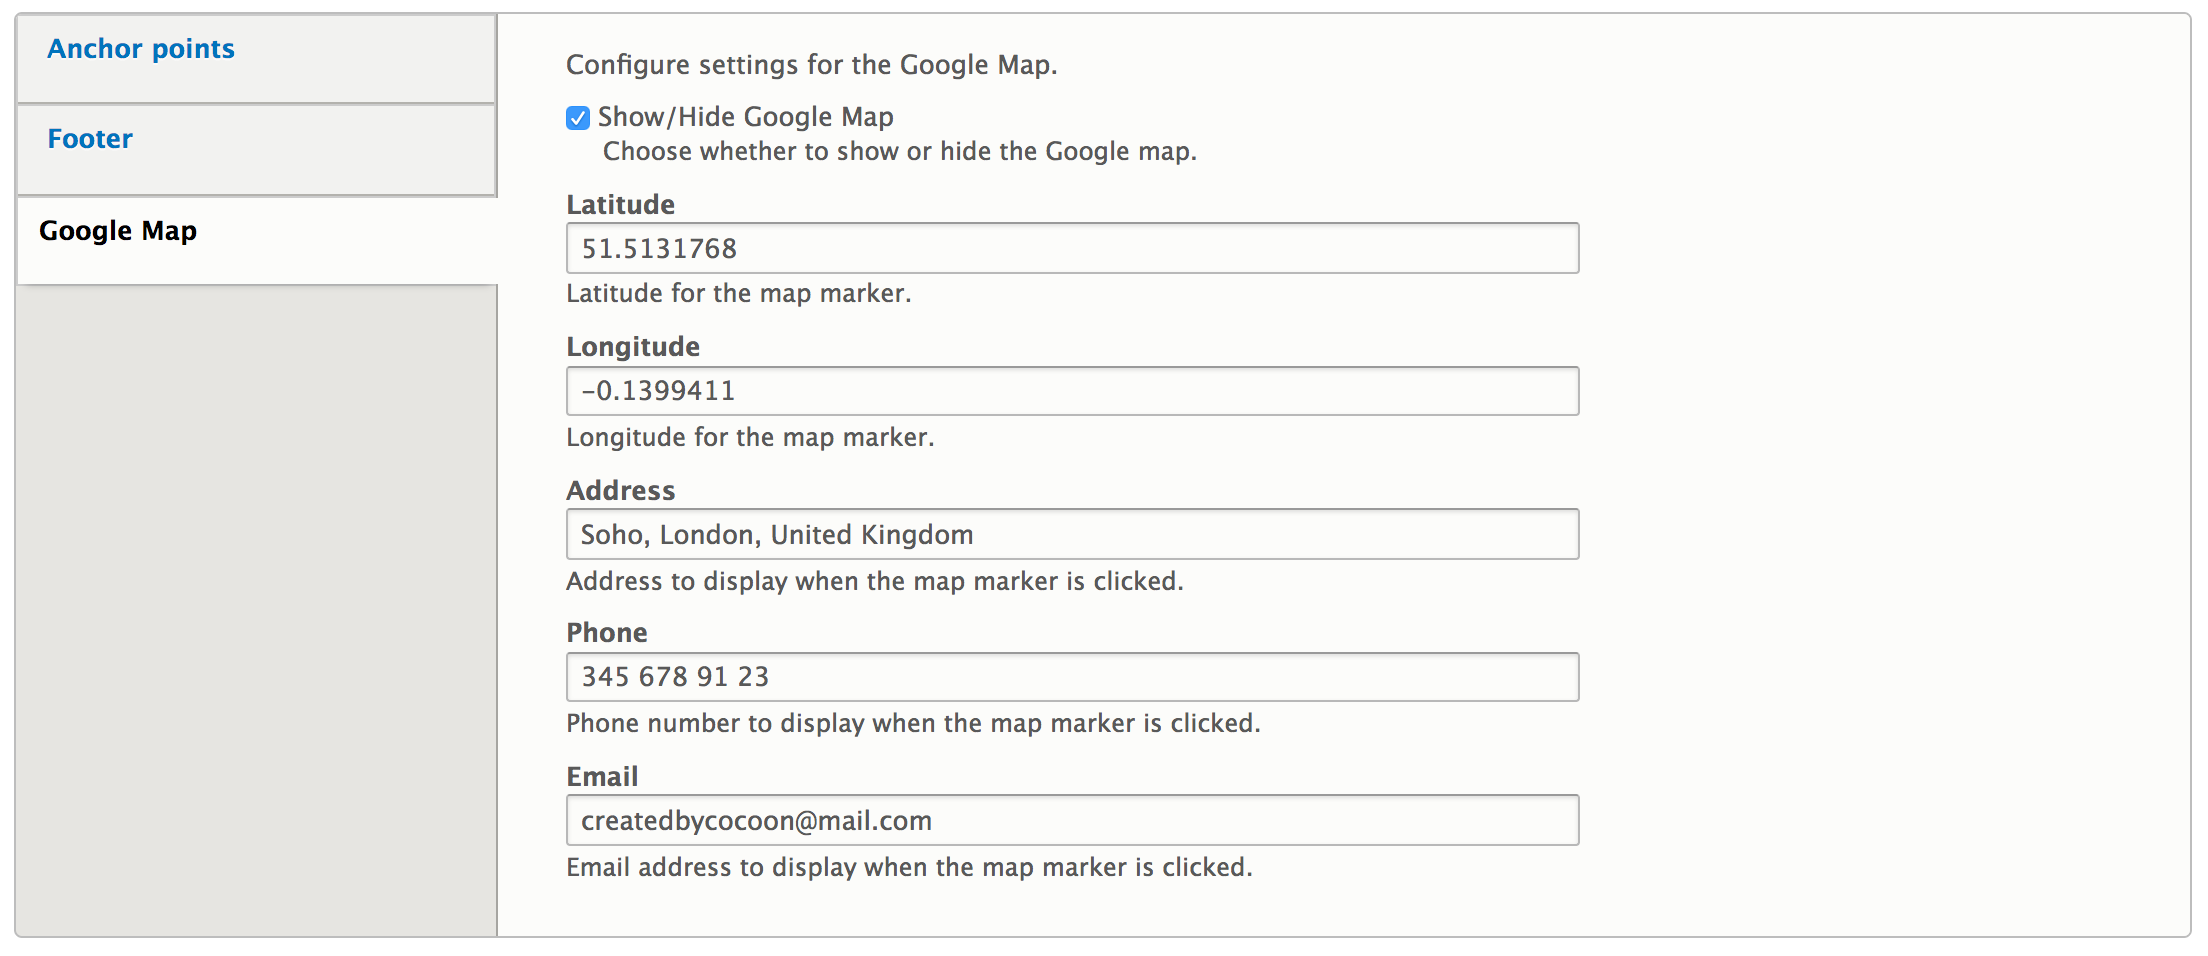 Anchor points
Footer
Google Map
Configure settings for the Google Map.
Show/Hide Google Map
Choose whether to show or hide the Google map.
Latitude
51.5131768
Latitude for the map marker.
Longitude
-0.1399411
Longitude for the map marker.
Address
Soho, London, United Kingdom
Address to display when the map marker is clicked.
Phone
345 678 91 23
Phone number to display when the map marker is clicked.
Email
createdbycocoon@mail.com
Email address to display when the map marker is clicked.